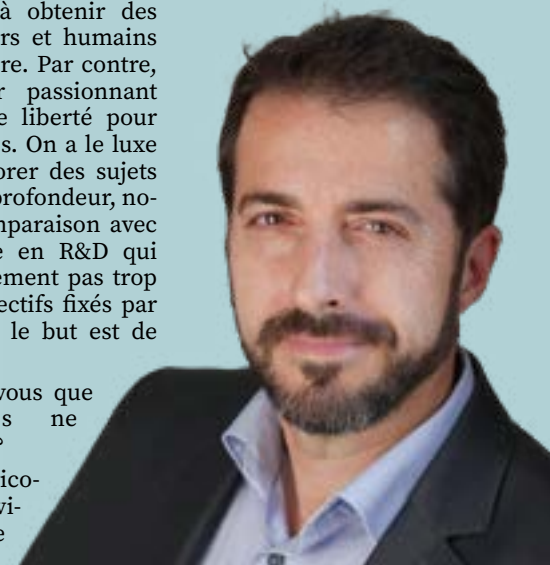 à obtenir des
rs et humains
re. Par contre,
r passionnant
e liberté pour
s. On a le luxe
orer des sujets
profondeur, no-
mparaison avec
e en R&D qui
ement pas trop
ectifs fixés par
le but est de
vous que
s ne
ico-
vi-
e